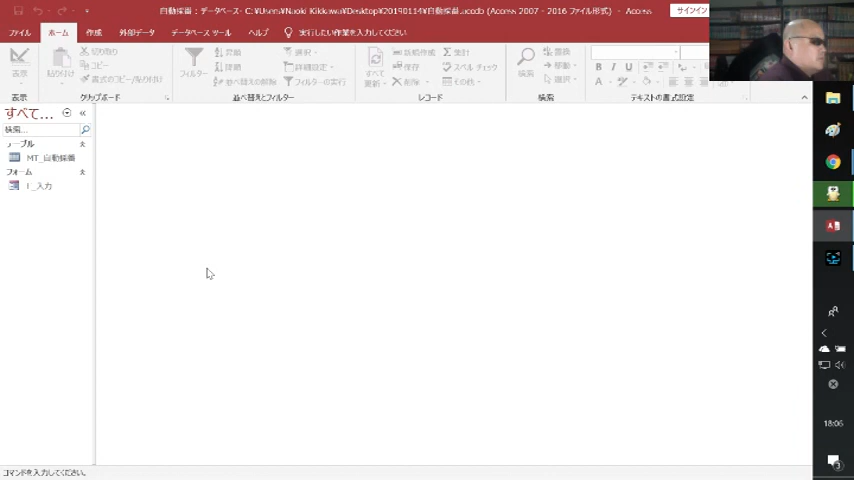 自動採番 : データベース- C:¥Users¥Naoki Kikkawa¥Desktop¥20190114¥自動採番.accdb (Access 2007 - 2016 ファイル形式) - Access
サインイン
ファイル ホーム 作成 外部データ データベース ツール ヘルプ 実行したい作業を入力してください
表示
表示
貼り付け
切り取り
コピー
書式のコピー/貼り付け
クリップボード
フィルター
昇順
降順
並べ替えの解除
選択
詳細設定
フィルターの実行
並べ替えとフィルター
すべて
更新
新規作成
保存
削除
集計
スペル チェック
その他
レコード
検索
置換
移動
選択
検索
B I U
A
テキストの書式設定
すべて...
検索...
テーブル
MT_自動採番
フォーム
F_入力
コマンドを入力してください。
18:06
3